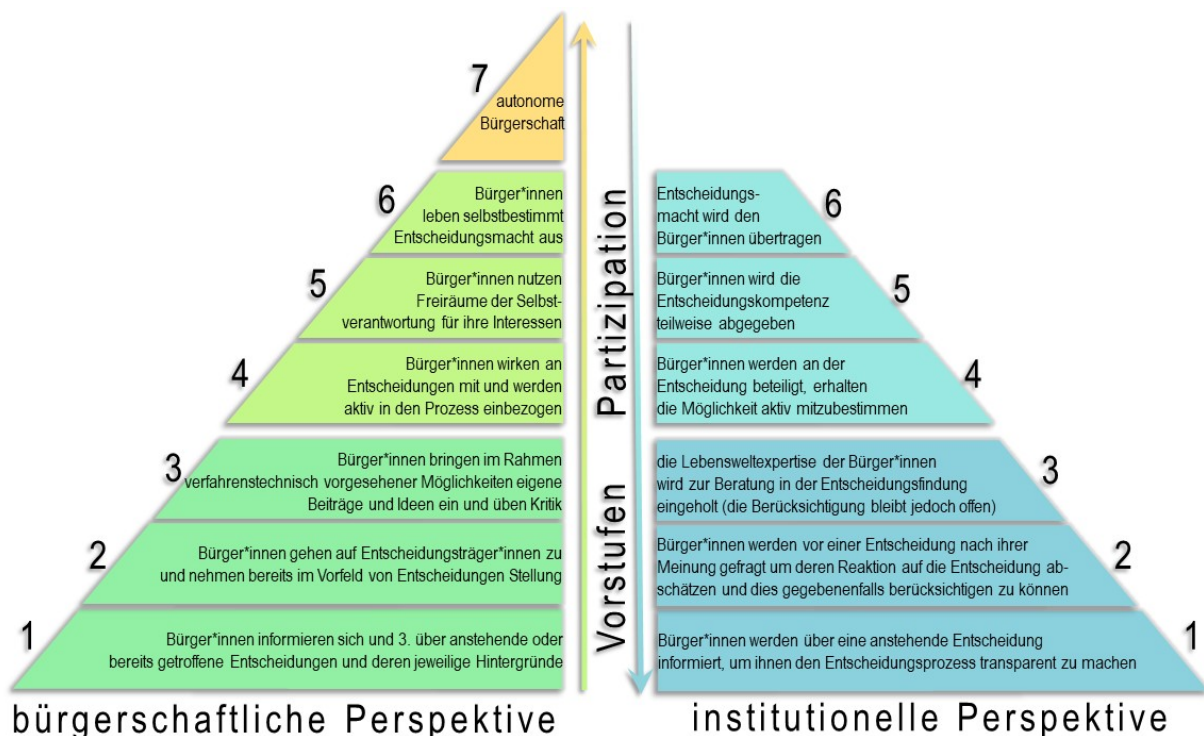 7
autonome
Bürgerschaft
6
Bürger*innen
leben selbstbestimmt
Entscheidungsmacht aus
5
Bürger*innen nutzen
Freiräume der Selbst-
verantwortung für ihre Interessen
4
Bürger*innen wirken an
Entscheidungen mit und werden
aktiv in den Prozess einbezogen
3
Bürger*innen bringen im Rahmen
verfahrenstechnisch vorgesehener Möglichkeiten eigene
Beiträge und Ideen ein und üben Kritik
2
Bürger*innen gehen auf Entscheidungsträger*innen zu
und nehmen bereits im Vorfeld von Entscheidungen Stellung
1
Bürger*innen informieren sich und 3. über anstehende oder
bereits getroffene Entscheidungen und deren jeweilige Hintergründe
bürgerschaftliche Perspektive
Partizipation
Vorstufen
Entscheidungs-
macht wird den
Bürger*innen übertragen
6
Bürger*innen wird die
Entscheidungskompetenz
teilweise abgegeben
5
Bürger*innen werden an der
Entscheidung beteiligt, erhalten
die Möglichkeit aktiv mitzubestimmen
4
die Lebensweltexpertise der Bürger*innen
wird zur Beratung in der Entscheidungsfindung
eingeholt (die Berücksichtigung bleibt jedoch offen)
3
Bürger*innen werden vor einer Entscheidung nach ihrer
Meinung gefragt um deren Reaktion auf die Entscheidung ab-
schätzen und dies gegebenenfalls berücksichtigen zu können
2
Bürger*innen werden über eine anstehende Entscheidung
informiert, um ihnen den Entscheidungsprozess transparent zu machen
1
institutionelle Perspektive